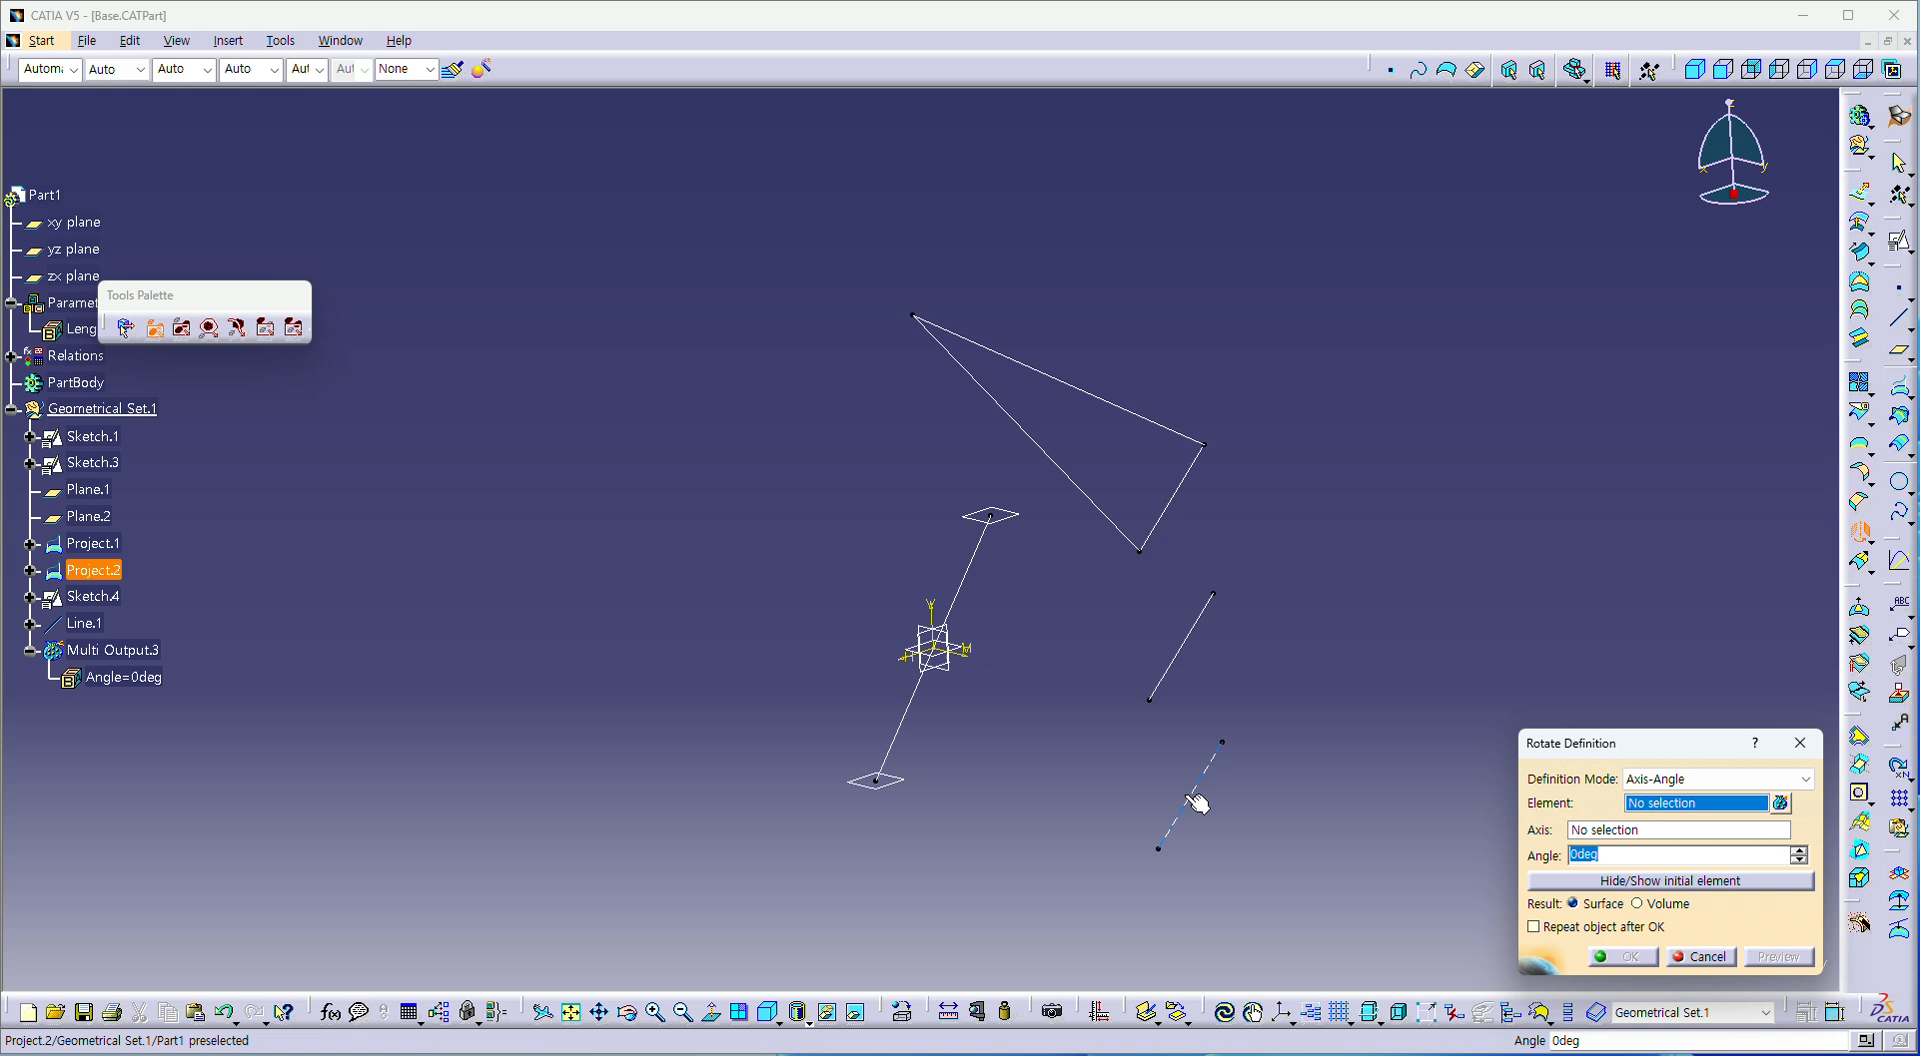 CATIA V5 - [Base.CATPart]
Start File Edit View Insert Tools Window Help
Auto Auto Auto None
z
x y
Part1
xy plane
yz plane
zx plane
Tools Palette
Relations
PartBody
Geometrical Set.1
Sketch.1
Sketch.3
Plane.1
Plane.2
Project.1
Project.2
Sketch.4
Line.1
Multi Output.3
Angle=0deg
Rotate Definition ?
Definition Mode: Axis-Angle
Element: No selection
Axis: No selection
Angle: 0deg
Hide/Show initial element
Result: Surface Volume
Repeat object after OK
OK Cancel Preview
Geometrical Set.1
CATIA
Project.2/Geometrical Set.1/Part1 preselected
Angle 0deg